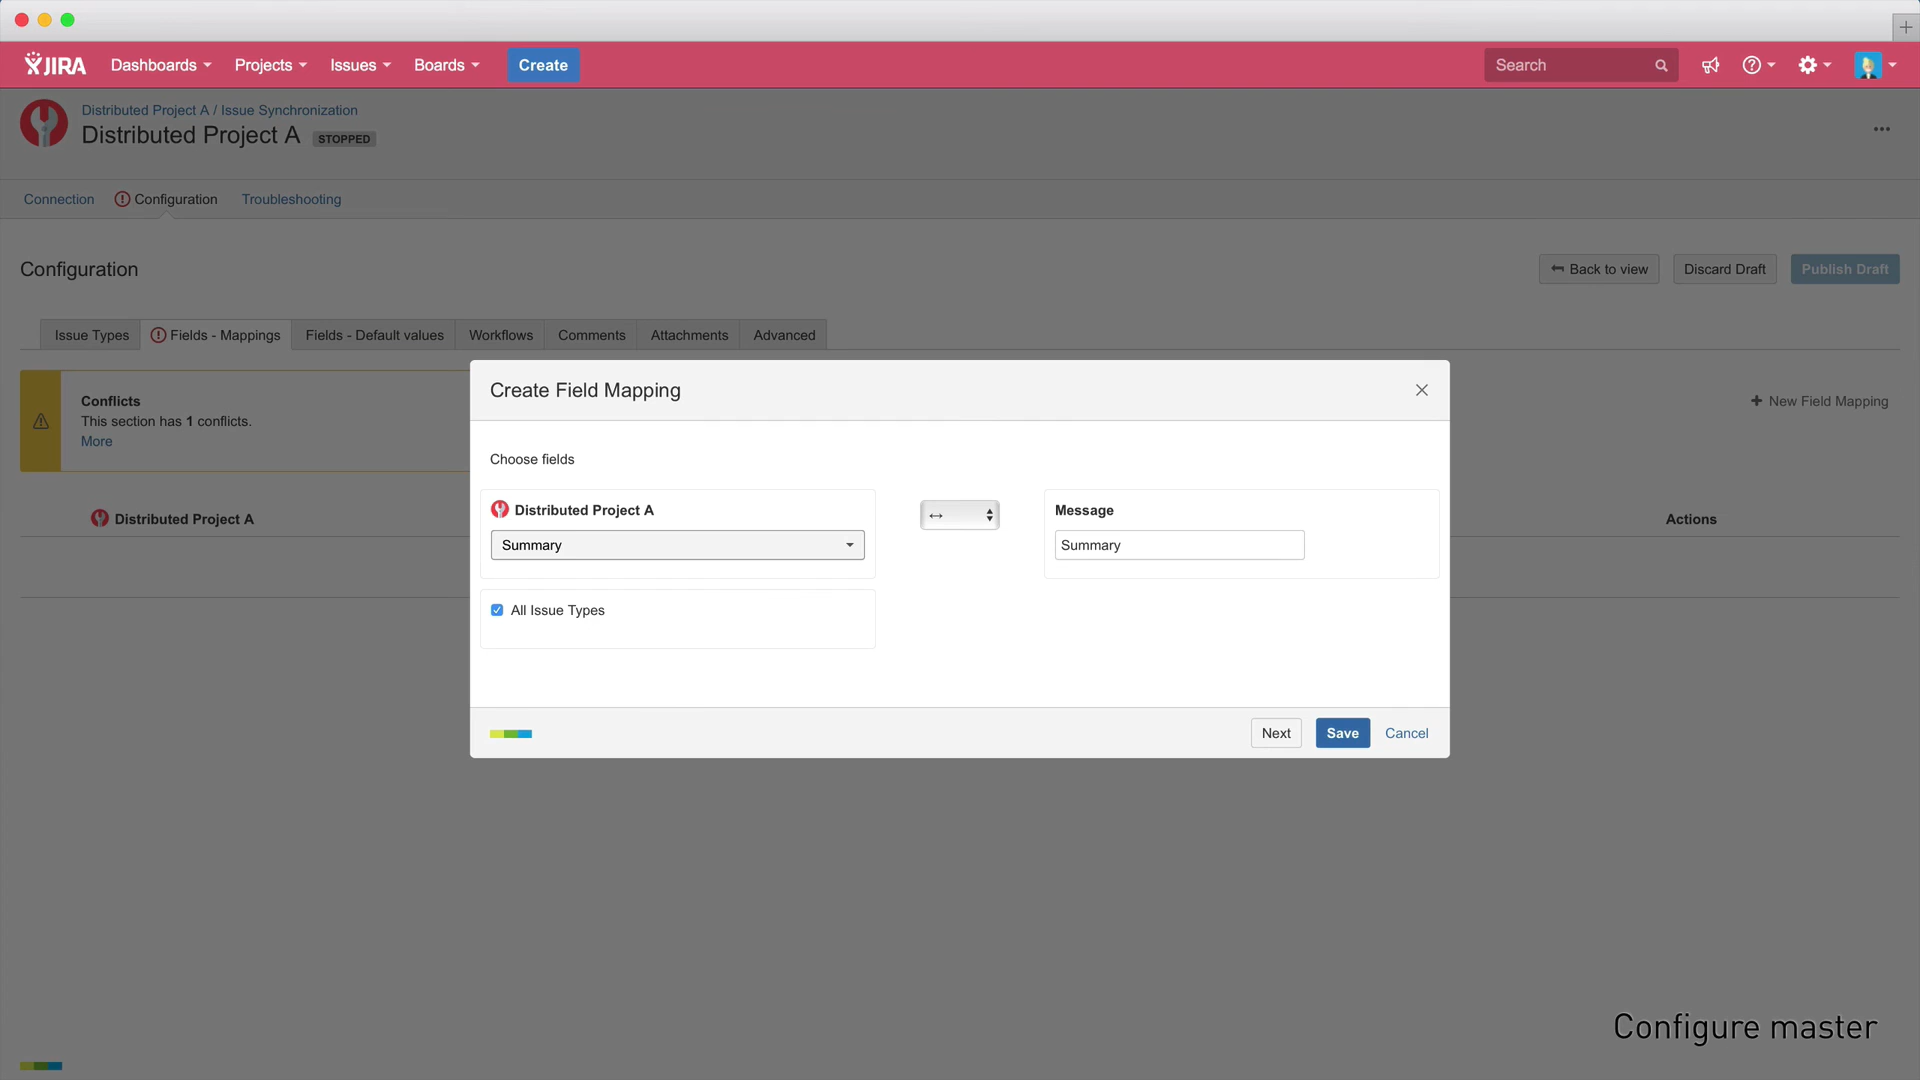 JIRA Dashboards Projects Issues Boards Create Search
Distributed Project A / Issue Synchronization
Distributed Project A STOPPED
Connection Configuration Troubleshooting
Configuration Back to view Discard Draft Publish Draft
Issue Types Fields - Mappings Fields - Default values Workflows Comments Attachments Advanced
Conflicts
This section has 1 conflicts.
More
+ New Field Mapping
Distributed Project A Actions
Create Field Mapping
Choose fields
Distributed Project A Message
Summary Summary
All Issue Types
Next Save Cancel
Configure master